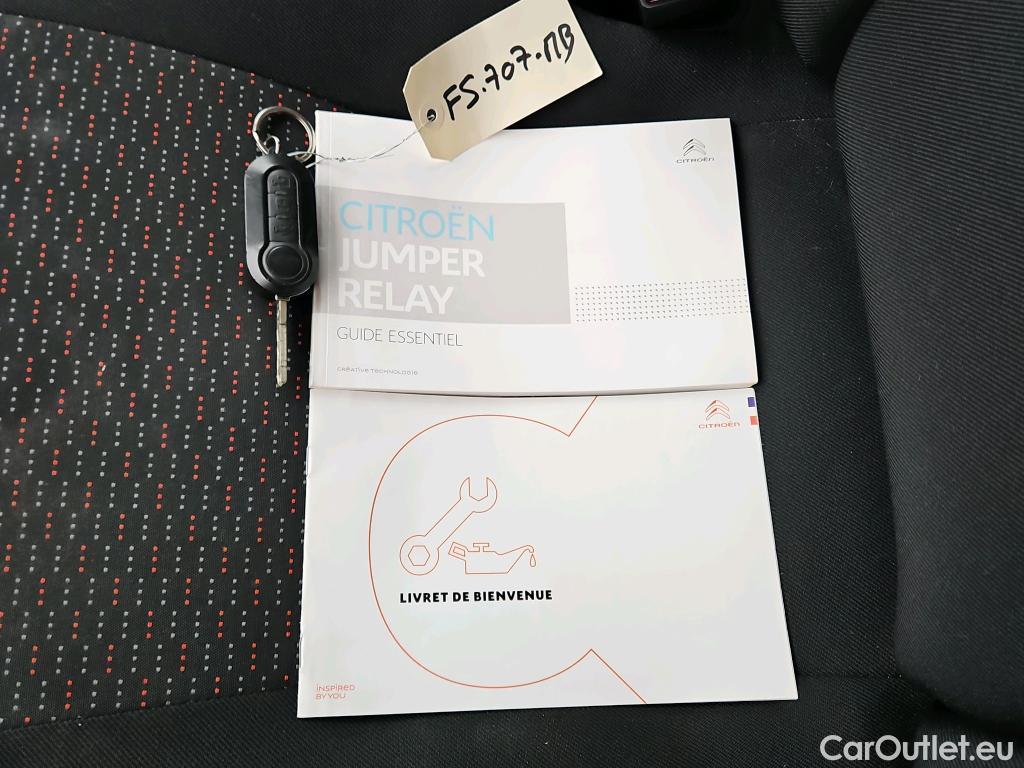 FS.707.MB
CITROËN
CITROËN
JUMPER
RELAY
GUIDE ESSENTIEL
CRÉATIVE TECHNOLOGIE
CITROËN
LIVRET DE BIENVENUE
INSPIRED
BY YOU
CarOutlet.eu